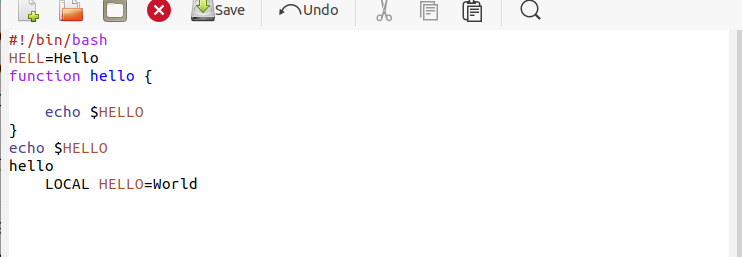 Save Undo
#!/bin/bash
HELL=Hello
function hello {
    echo $HELLO
}
echo $HELLO
hello
    LOCAL HELLO=World